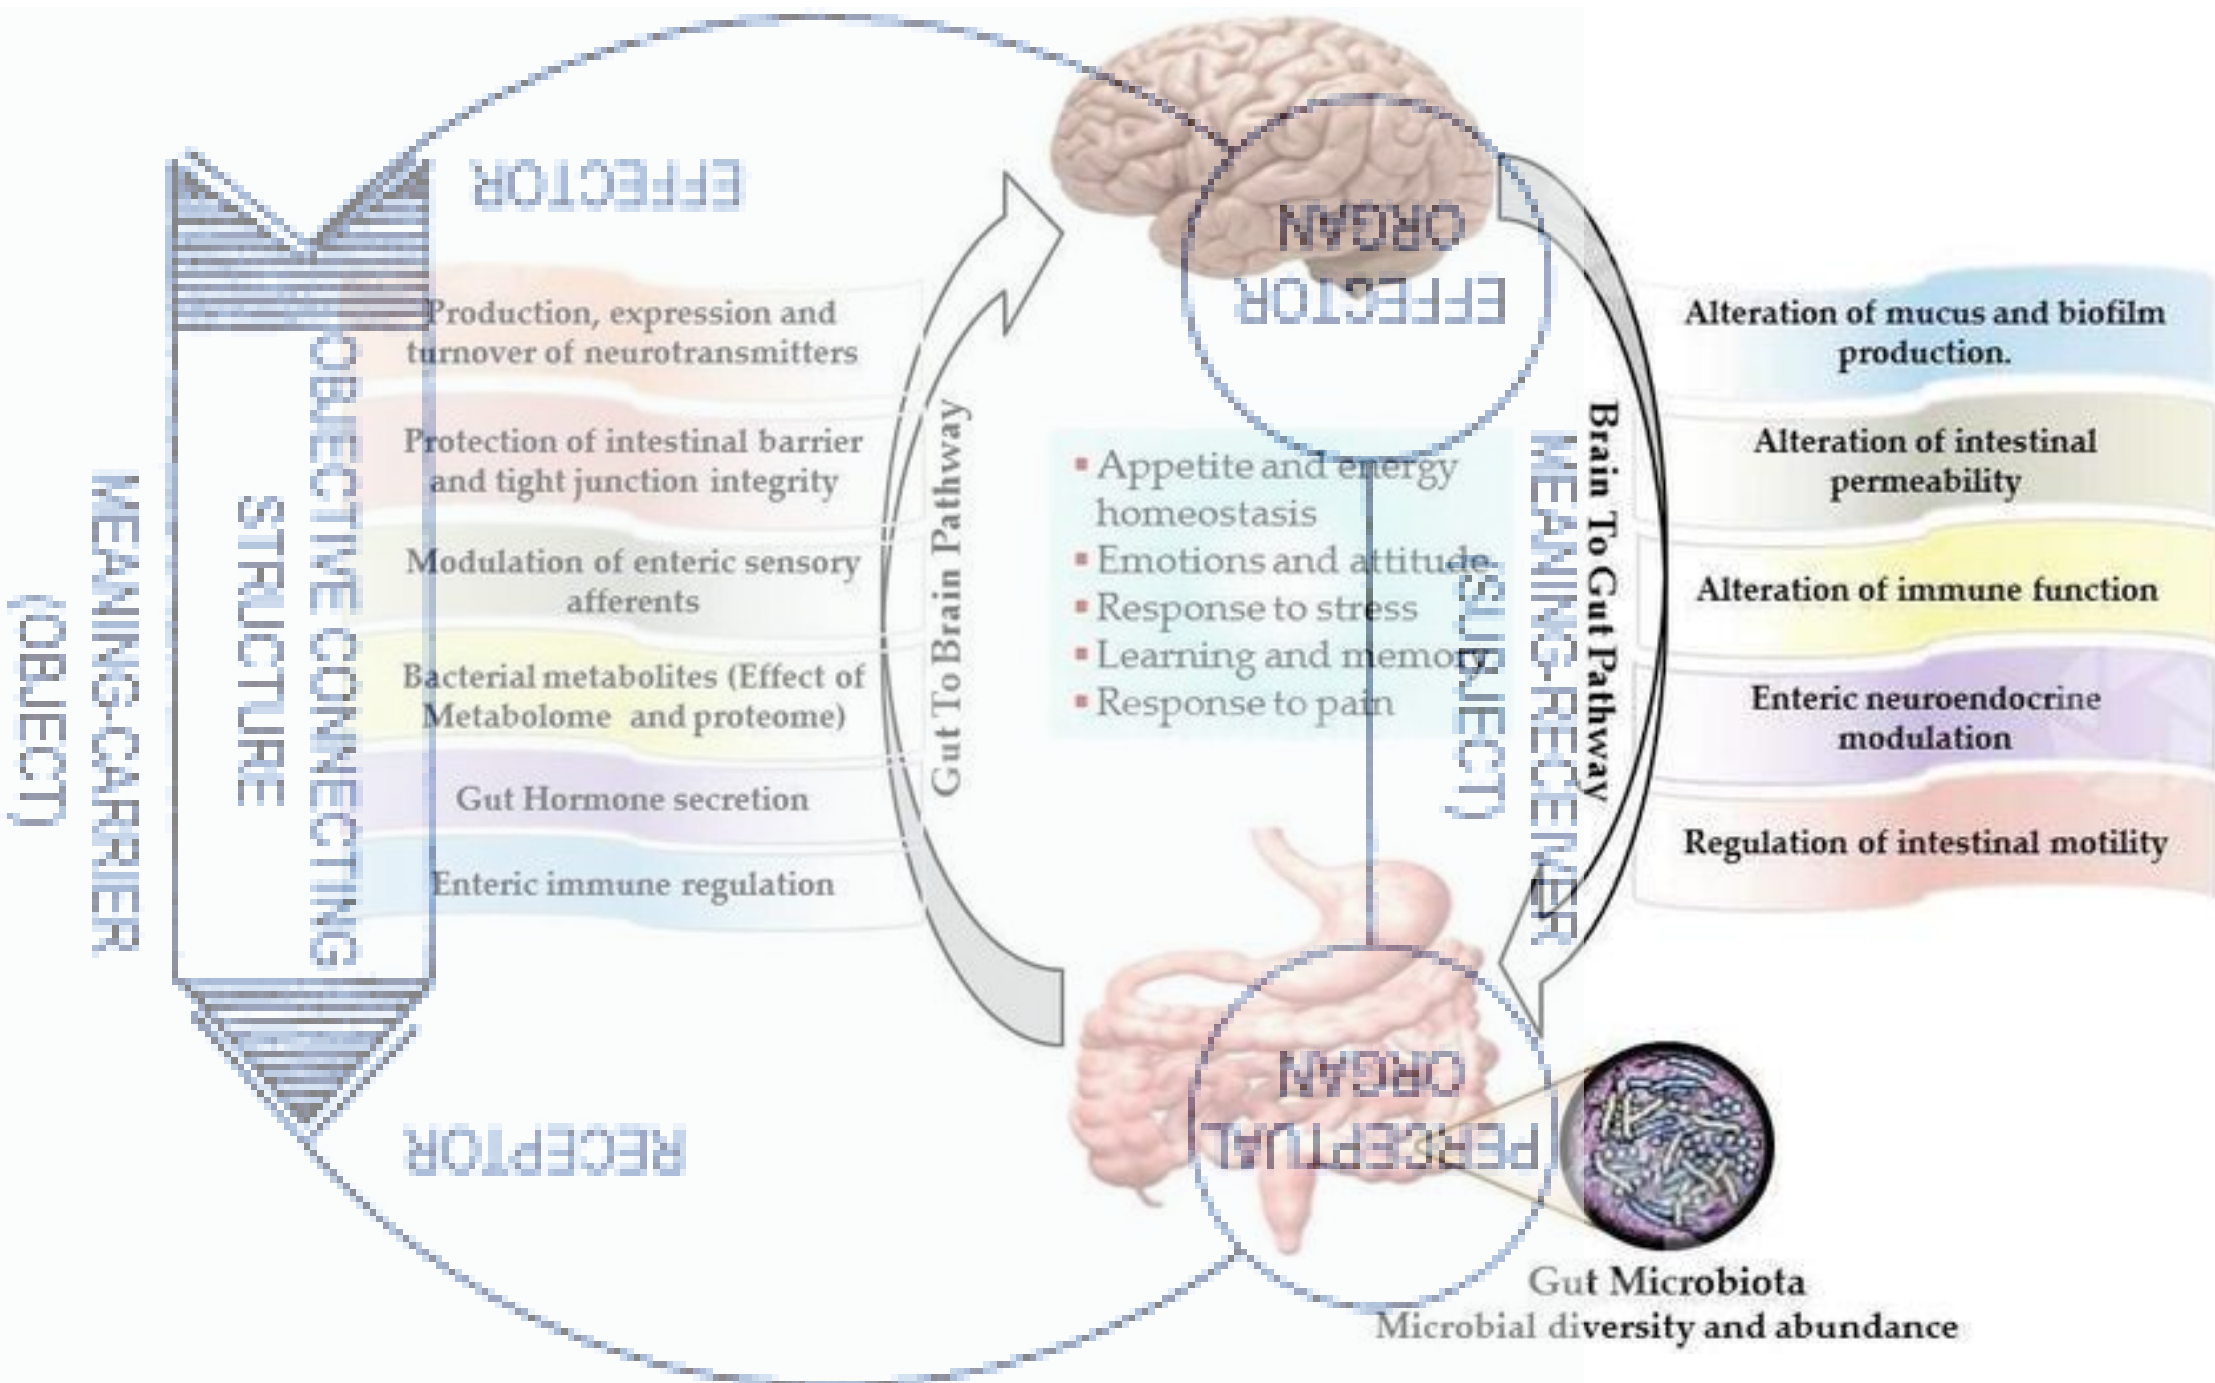 EFFECTOR
ORGAN
EFFECTOR
Production, expression and
turnover of neurotransmitters
Protection of intestinal barrier
and tight junction integrity
Modulation of enteric sensory
afferents
Bacterial metabolites (Effect of
Metabolome and proteome)
Gut Hormone secretion
Enteric immune regulation
MEANING-CARRIER
(OBJECT)
OBJECTIVE CONNECTING
STRUCTURE
Gut To Brain Pathway
Appetite and energy
homeostasis
Emotions and attitude
Response to stress
Learning and memory
Response to pain
MEANING-RECEIVER
(SUBJECT)
Brain To Gut Pathway
Alteration of mucus and biofilm
production.
Alteration of intestinal
permeability
Alteration of immune function
Enteric neuroendocrine
modulation
Regulation of intestinal motility
RECEPTOR
ORGAN
PERCEPTUAL
Gut Microbiota
Microbial diversity and abundance